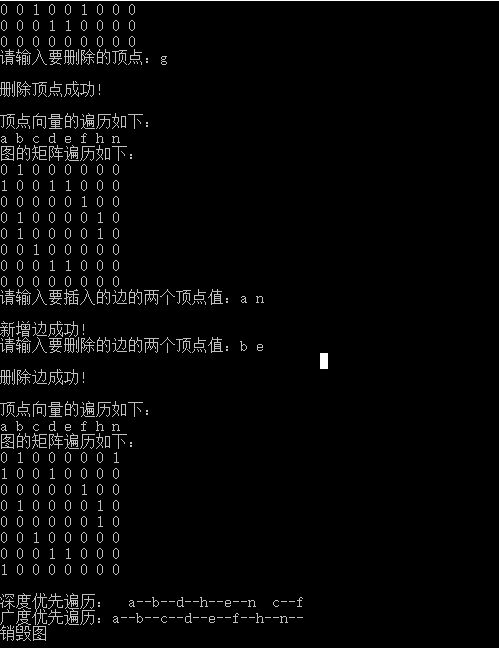 0 0 1 0 0 1 0 0 0
0 0 0 1 1 0 0 0 0
0 0 0 0 0 0 0 0 0
请输入要删除的顶点：g
删除顶点成功！
顶点向量的遍历如下：
a b c d e f h n
图的矩阵遍历如下：
0 1 0 0 0 0 0 0
1 0 0 1 1 0 0 0
0 0 0 0 0 1 0 0
0 1 0 0 0 0 1 0
0 1 0 0 0 0 1 0
0 0 1 0 0 0 0 0
0 0 0 1 1 0 0 0
0 0 0 0 0 0 0 0
请输入要插入的边的两个顶点值：a n
新增边成功！
请输入要删除的边的两个顶点值：b e
删除边成功！
顶点向量的遍历如下：
a b c d e f h n
图的矩阵遍历如下：
0 1 0 0 0 0 0 1
1 0 0 1 0 0 0 0
0 0 0 0 0 1 0 0
0 1 0 0 0 0 1 0
0 0 0 0 0 0 1 0
0 0 1 0 0 0 0 0
0 0 0 1 1 0 0 0
1 0 0 0 0 0 0 0
深度优先遍历： a--b--d--h--e--n c--f
广度优先遍历：a--b--c--d--e--f--h--n--
销毁图